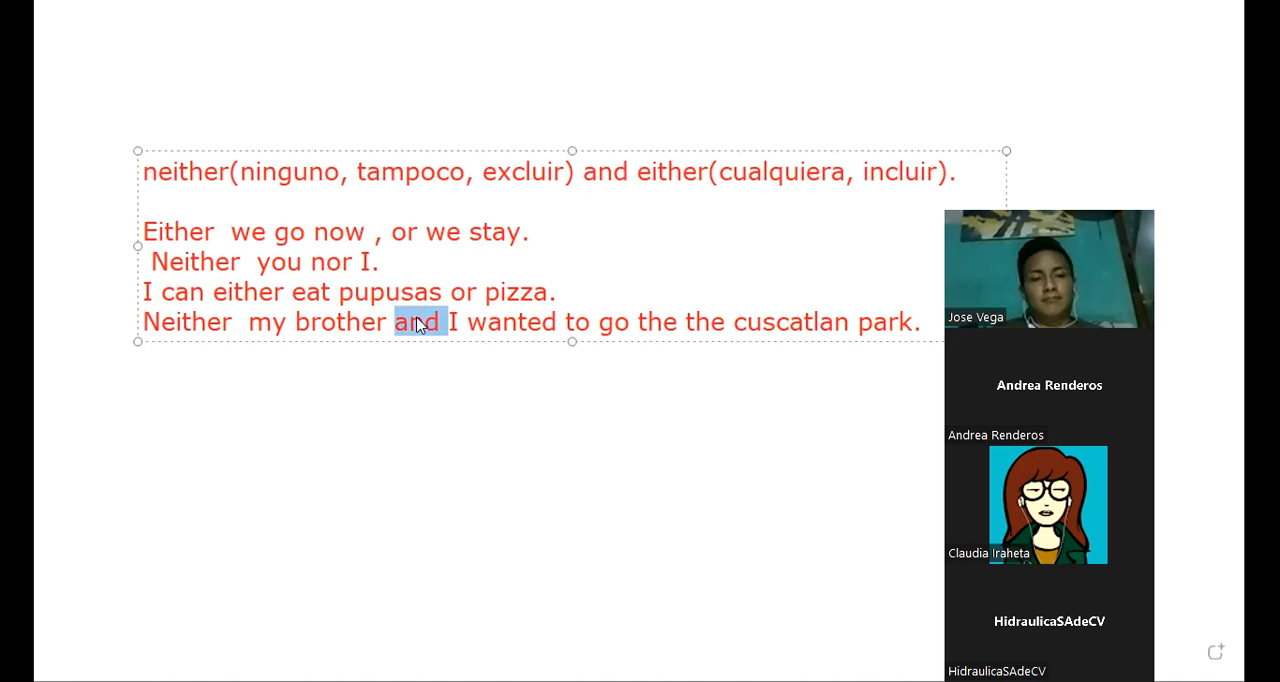 neither(ninguno, tampoco, excluir) and either(cualquiera, incluir).
Either we go now , or we stay.
Neither you nor I.
I can either eat pupusas or pizza.
Neither my brother and I wanted to go the the cuscatlan park.
Jose Vega
Andrea Renderos
Andrea Renderos
Claudia Iraheta
HidraulicaSAdeCV
HidraulicaSAdeCV